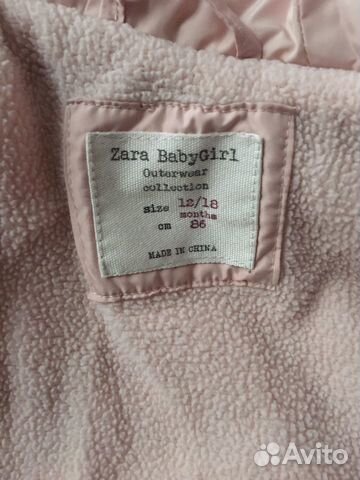 Zara BabyGirl
Outerwear
collection
size 12/18
months
cm 86
MADE IN CHINA
Avito